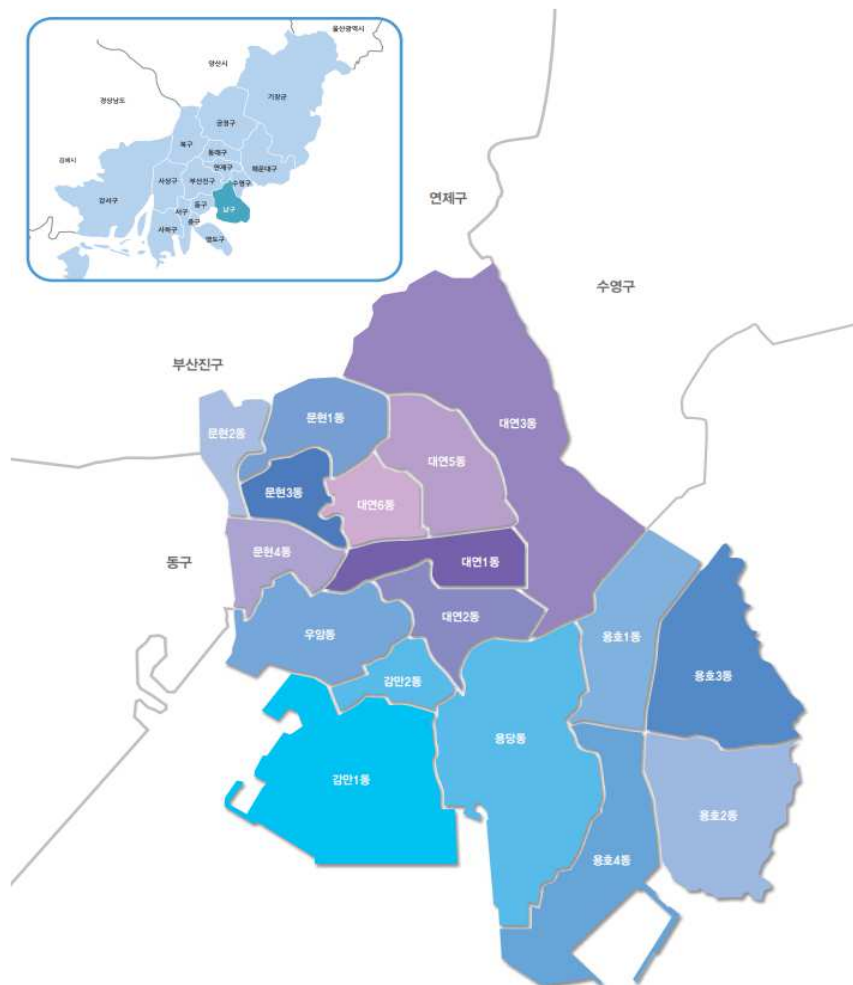 울산광역시
양산시
경상남도
기장군
금정구
북구
동래구
김해시
연제구
해운대구
사상구
부산진구
수영구
강서구
동구
남구
서구
중구
사하구
영도구
연제구
수영구
부산진구
문현1동
대연3동
문현2동
대연5동
문현3동
대연6동
문현4동
대연1동
동구
대연2동
우암동
용호1동
감만2동
용호3동
용당동
감만1동
용호2동
용호4동